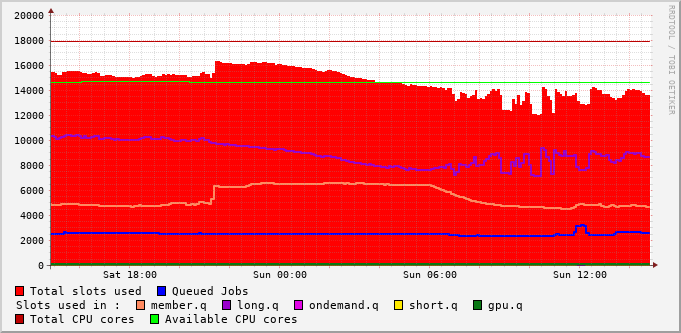 20000
18000
16000
14000
12000
10000
8000
6000
4000
2000
0
Sat 18:00 Sun 00:00 Sun 06:00 Sun 12:00
Total slots used Queued Jobs
Slots used in : member.q long.q ondemand.q short.q gpu.q
Total CPU cores Available CPU cores
RRDTOOL / TOBI OETIKER